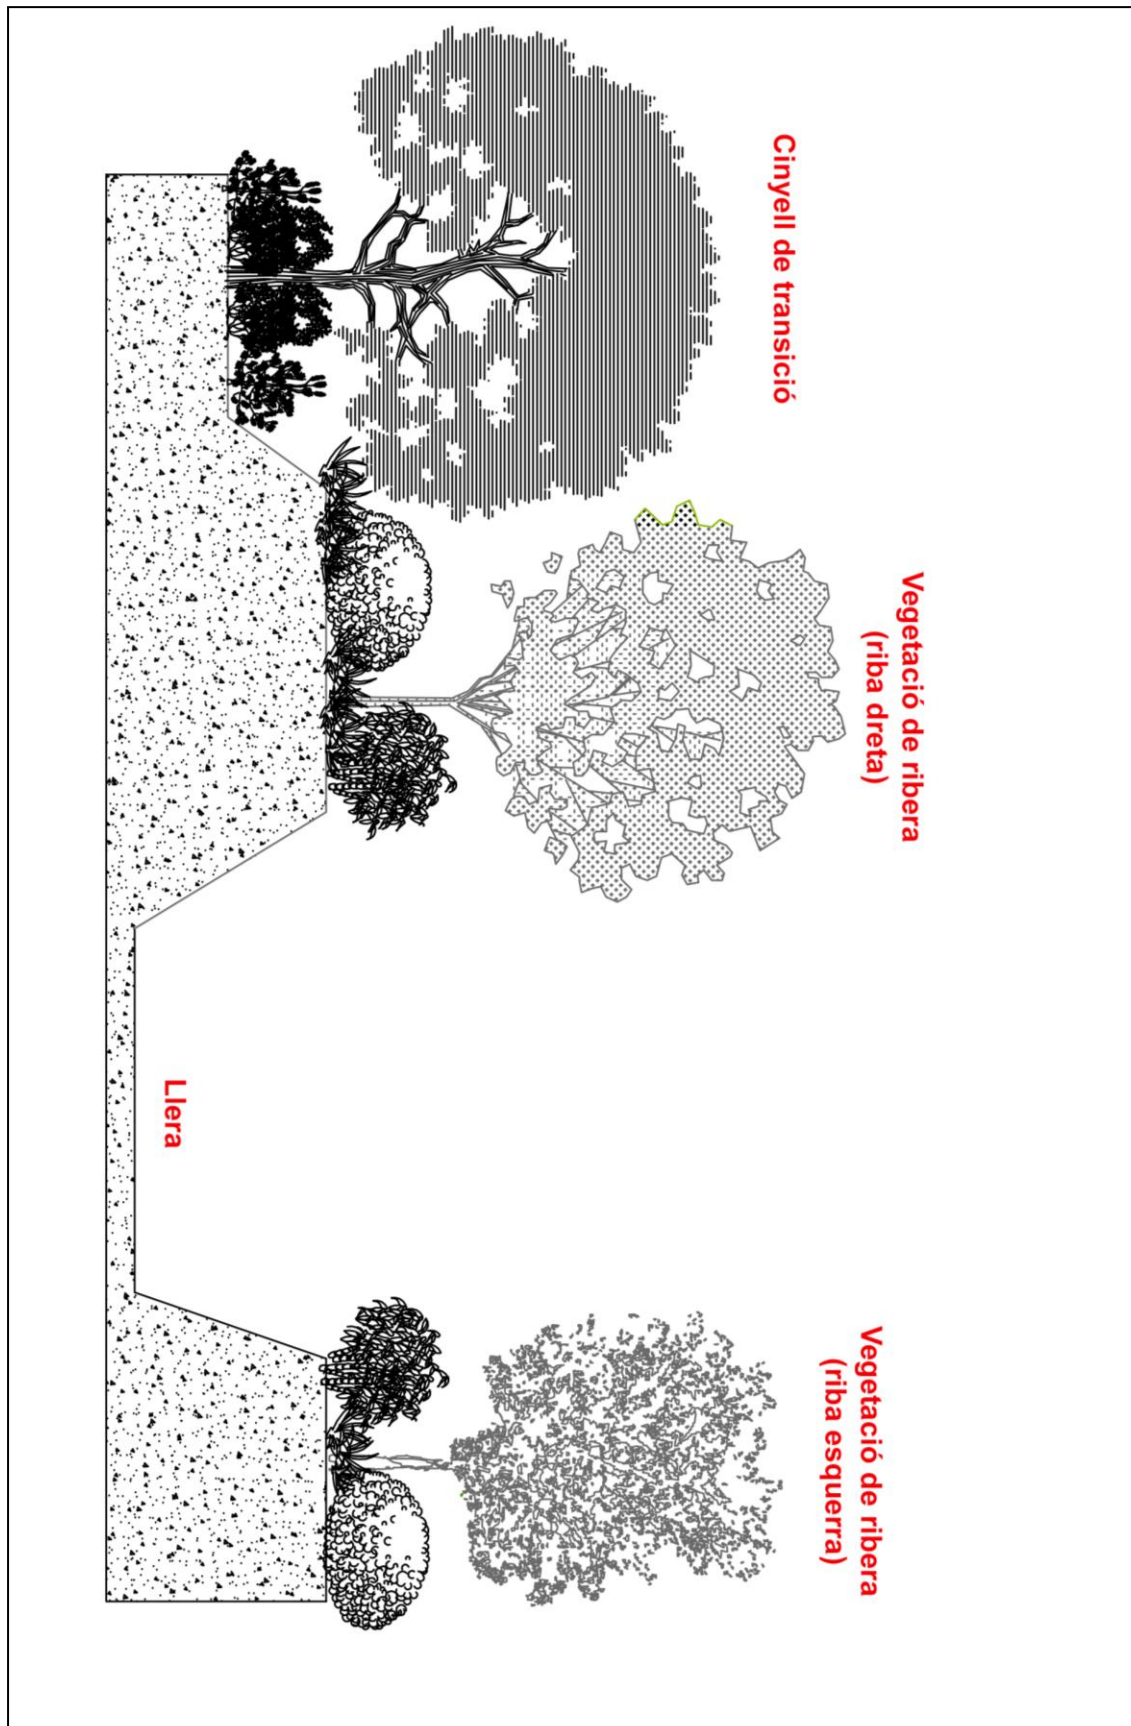 Cinyell de transició
Vegetació de ribera
(riba dreta)
Llera
Vegetació de ribera
(riba esquerra)